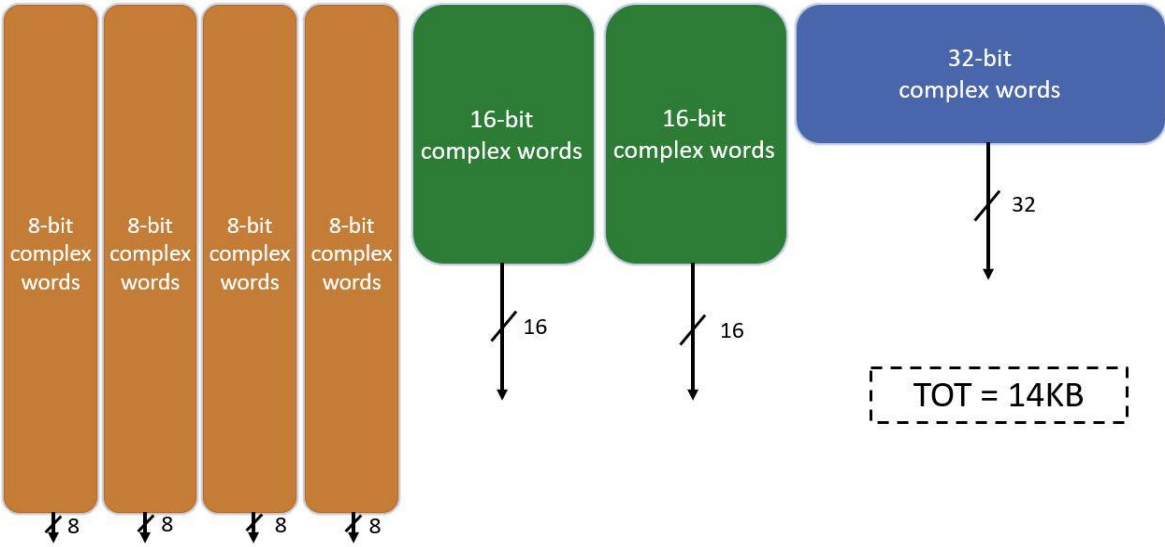 8-bit
complex
words
8-bit
complex
words
8-bit
complex
words
8-bit
complex
words
8
8
8
8
16-bit
complex words
16
16-bit
complex words
16
32-bit
complex words
32
TOT = 14KB